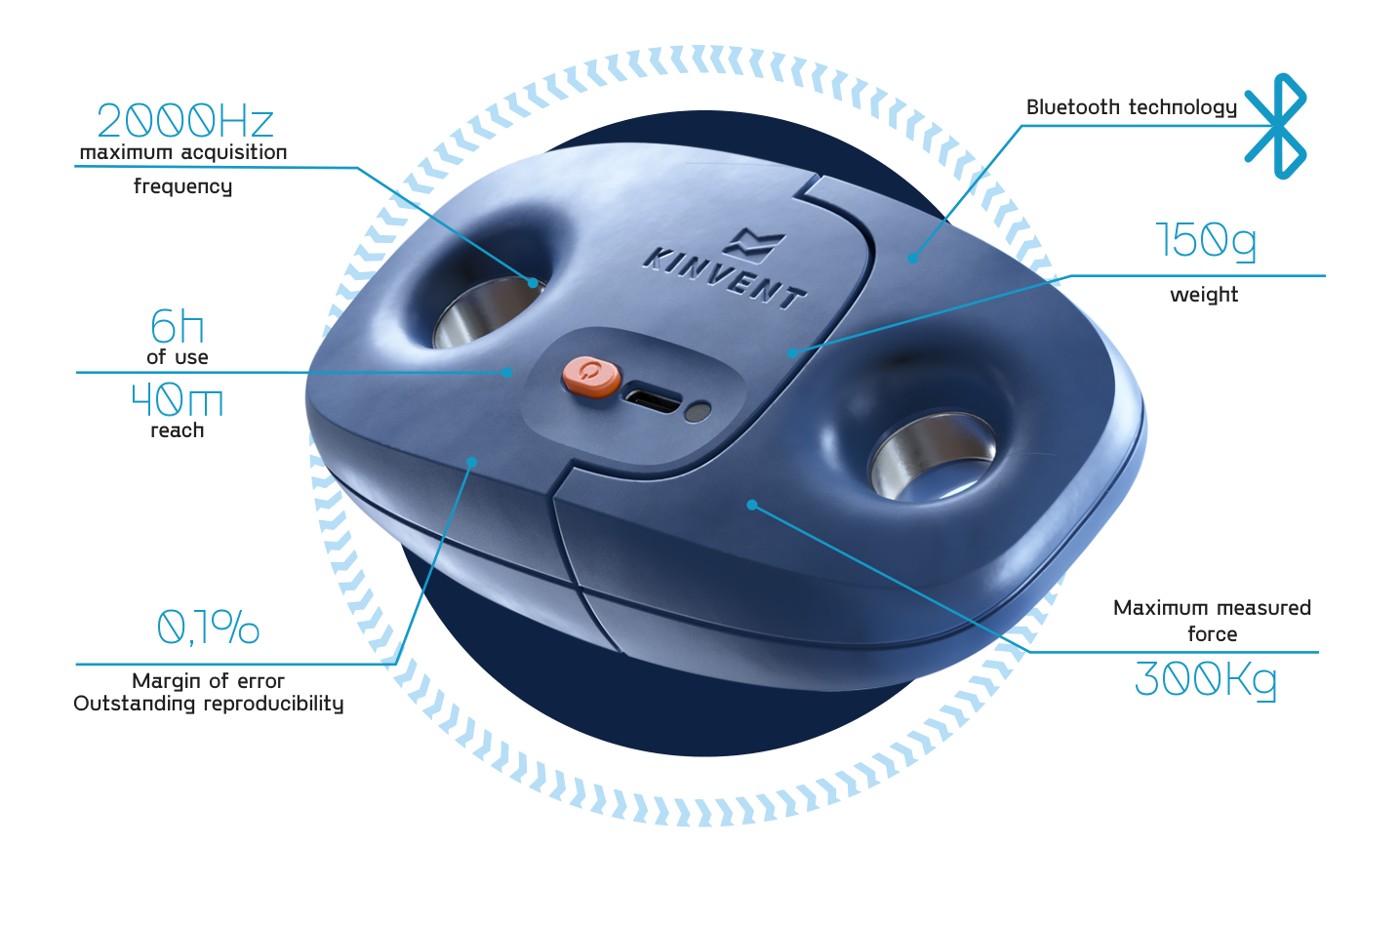 2000Hz
maximum acquisition
frequency
6h
of use
40m
reach
0,1%
Margin of error
Outstanding reproducibility
KINVENT
Bluetooth technology
150g
weight
Maximum measured
force
300Kg